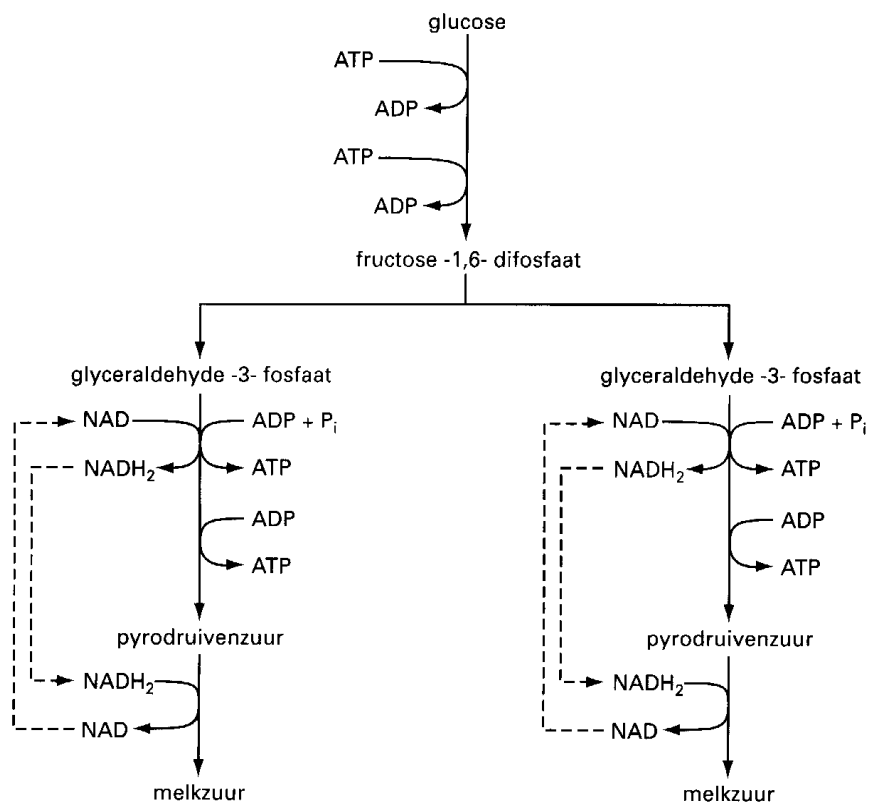 glucose
ATP
ADP
ATP
ADP
fructose -1,6- difosfaat
glyceraldehyde -3- fosfaat
NAD
ADP + Pi
NADH2
ATP
ADP
ATP
pyrodruivenzuur
NADH2
NAD
melkzuur
glyceraldehyde -3- fosfaat
NAD
ADP + Pi
NADH2
ATP
ADP
ATP
pyrodruivenzuur
NADH2
NAD
melkzuur